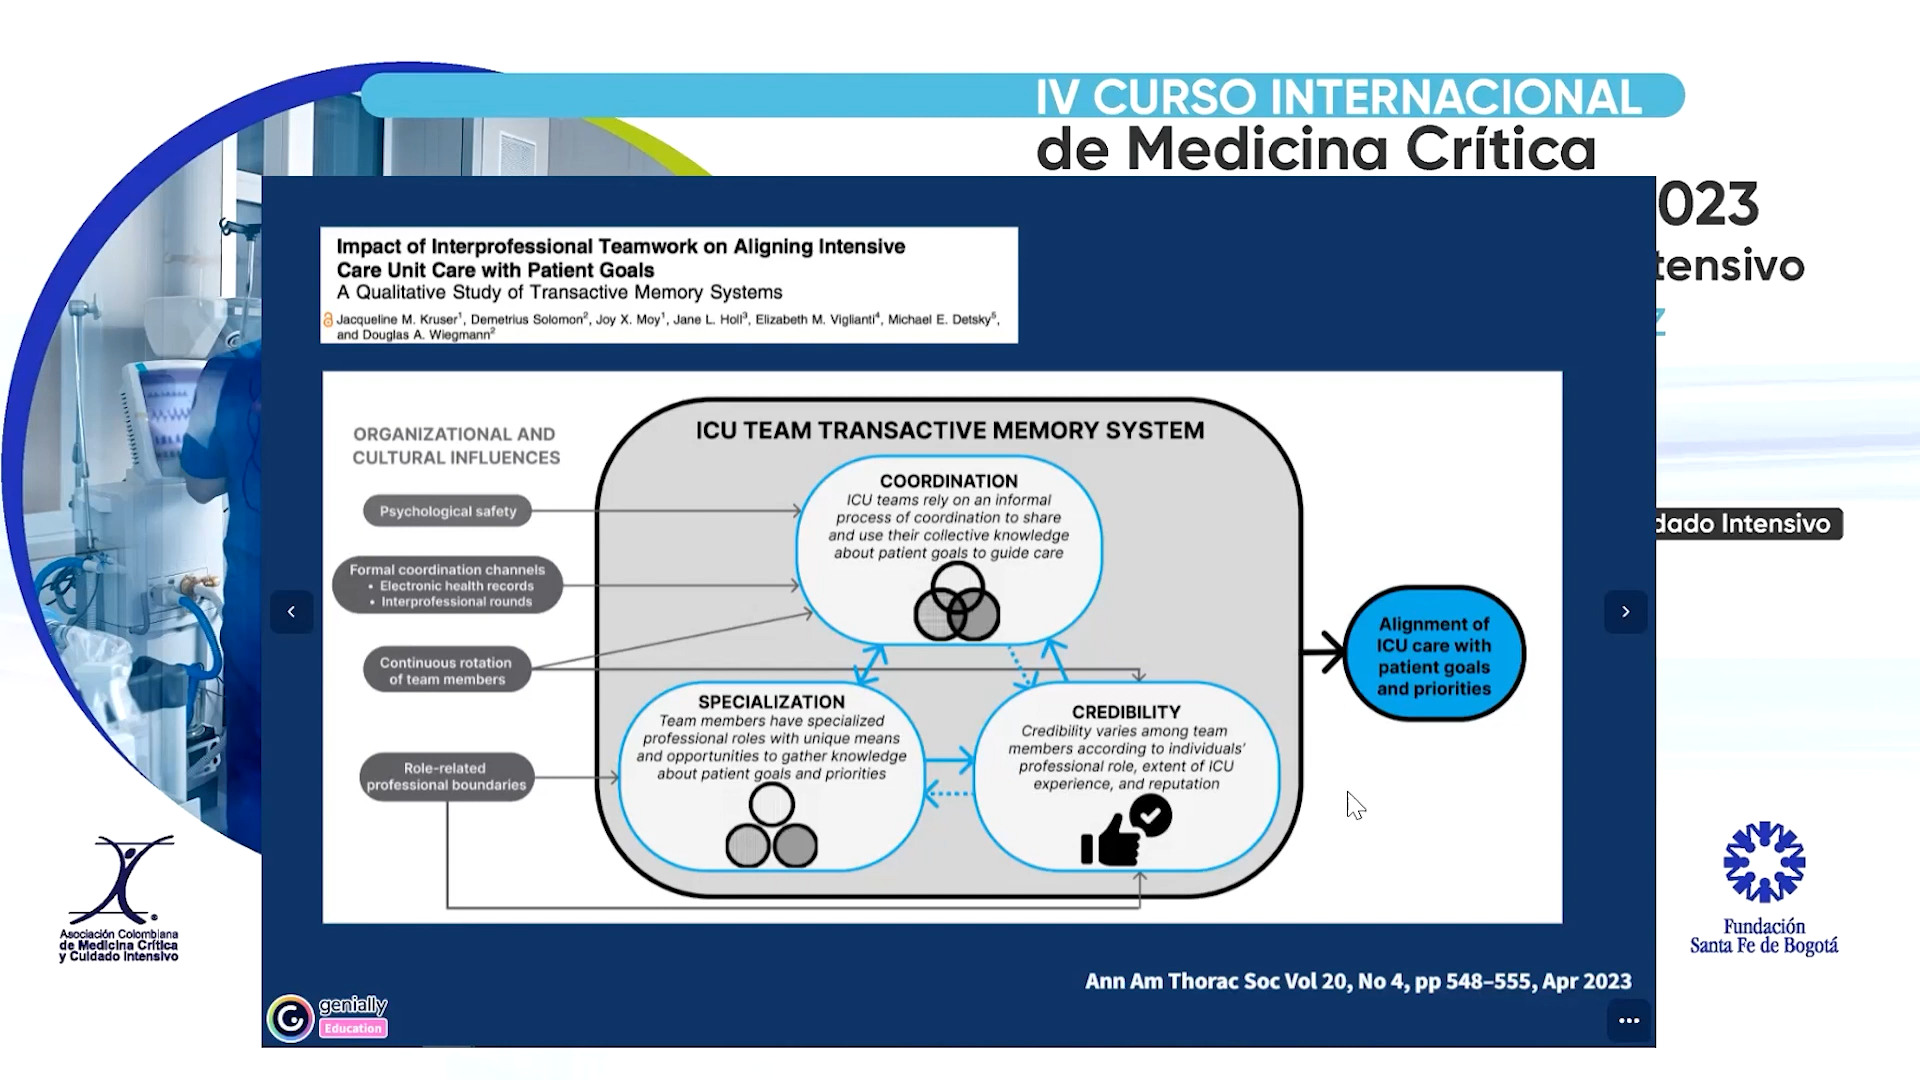 IV CURSO INTERNACIONAL
de Medicina Crítica
023
tensivo
z
dado Intensivo
Impact of Interprofessional Teamwork on Aligning Intensive
Care Unit Care with Patient Goals
A Qualitative Study of Transactive Memory Systems
Jacqueline M. Kruser1, Demetrius Solomon2, Joy X. Moy1, Jane L. Holl3, Elizabeth M. Viglianti4, Michael E. Detsky5,
and Douglas A. Wiegmann2
ORGANIZATIONAL AND
CULTURAL INFLUENCES
Psychological safety
Formal coordination channels
• Electronic health records
• Interprofessional rounds
Continuous rotation
of team members
Role-related
professional boundaries
ICU TEAM TRANSACTIVE MEMORY SYSTEM
COORDINATION
ICU teams rely on an informal
process of coordination to share
and use their collective knowledge
about patient goals to guide care
SPECIALIZATION
Team members have specialized
professional roles with unique means
and opportunities to gather knowledge
about patient goals and priorities
CREDIBILITY
Credibility varies among team
members according to individuals'
professional role, extent of ICU
experience, and reputation
Alignment of
ICU care with
patient goals
and priorities
Ann Am Thorac Soc Vol 20, No 4, pp 548–555, Apr 2023
genially
Education
Asociación Colombiana
de Medicina Crítica
y Cuidado Intensivo
Fundación
Santa Fe de Bogotá